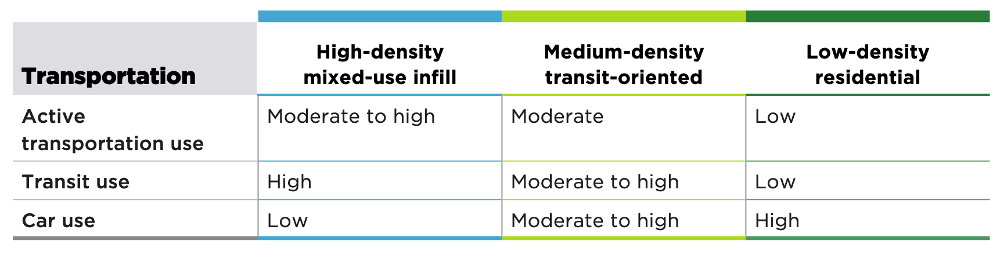 Transportation
High-density
mixed-use infill
Medium-density
transit-oriented
Low-density
residential
Active
transportation use
Moderate to high
Moderate
Low
Transit use
High
Moderate to high
Low
Car use
Low
Moderate to high
High